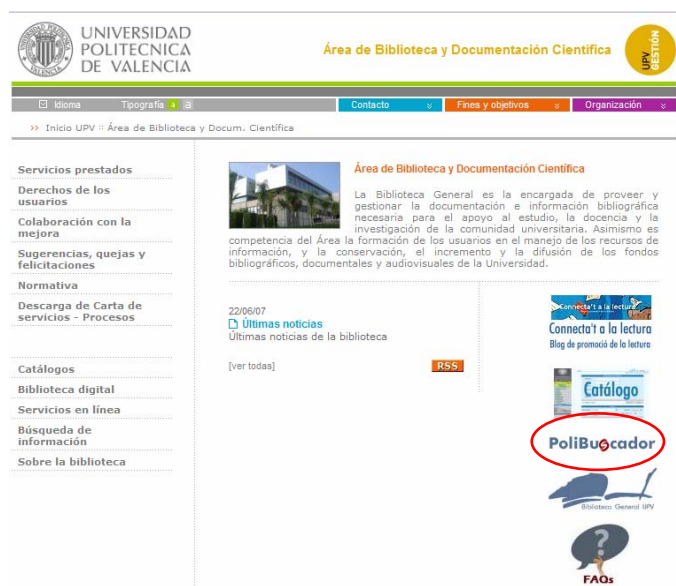 UNIVERSIDAD
POLITECNICA
DE VALENCIA
Área de Biblioteca y Documentación Científica
UPV
GESTIÓN
Idioma Tipografía a a
Contacto Fines y objetivos Organización
>> Inicio UPV :: Área de Biblioteca y Docum. Científica
Servicios prestados
Derechos de los
usuarios
Colaboración con la
mejora
Sugerencias, quejas y
felicitaciones
Normativa
Descarga de Carta de
servicios - Procesos
Catálogos
Biblioteca digital
Servicios en línea
Búsqueda de
información
Sobre la biblioteca
Área de Biblioteca y Documentación Científica
La Biblioteca General es la encargada de proveer y
gestionar la documentación e información bibliográfica
necesaria para el apoyo al estudio, la docencia y la
investigación de la comunidad universitaria. Asimismo es
competencia del Área la formación de los usuarios en el manejo de los recursos de
información, y la conservación, el incremento y la difusión de los fondos
bibliográficos, documentales y audiovisuales de la Universidad.
22/06/07
Últimas noticias
Últimas noticias de la biblioteca
[ver todas] RSS
Connecta't a la lectura
Connecta't a la lectura
Blog de promoció de la lectura
Catálogo
PoliBuscador
Biblioteca General UPV
?
FAQs